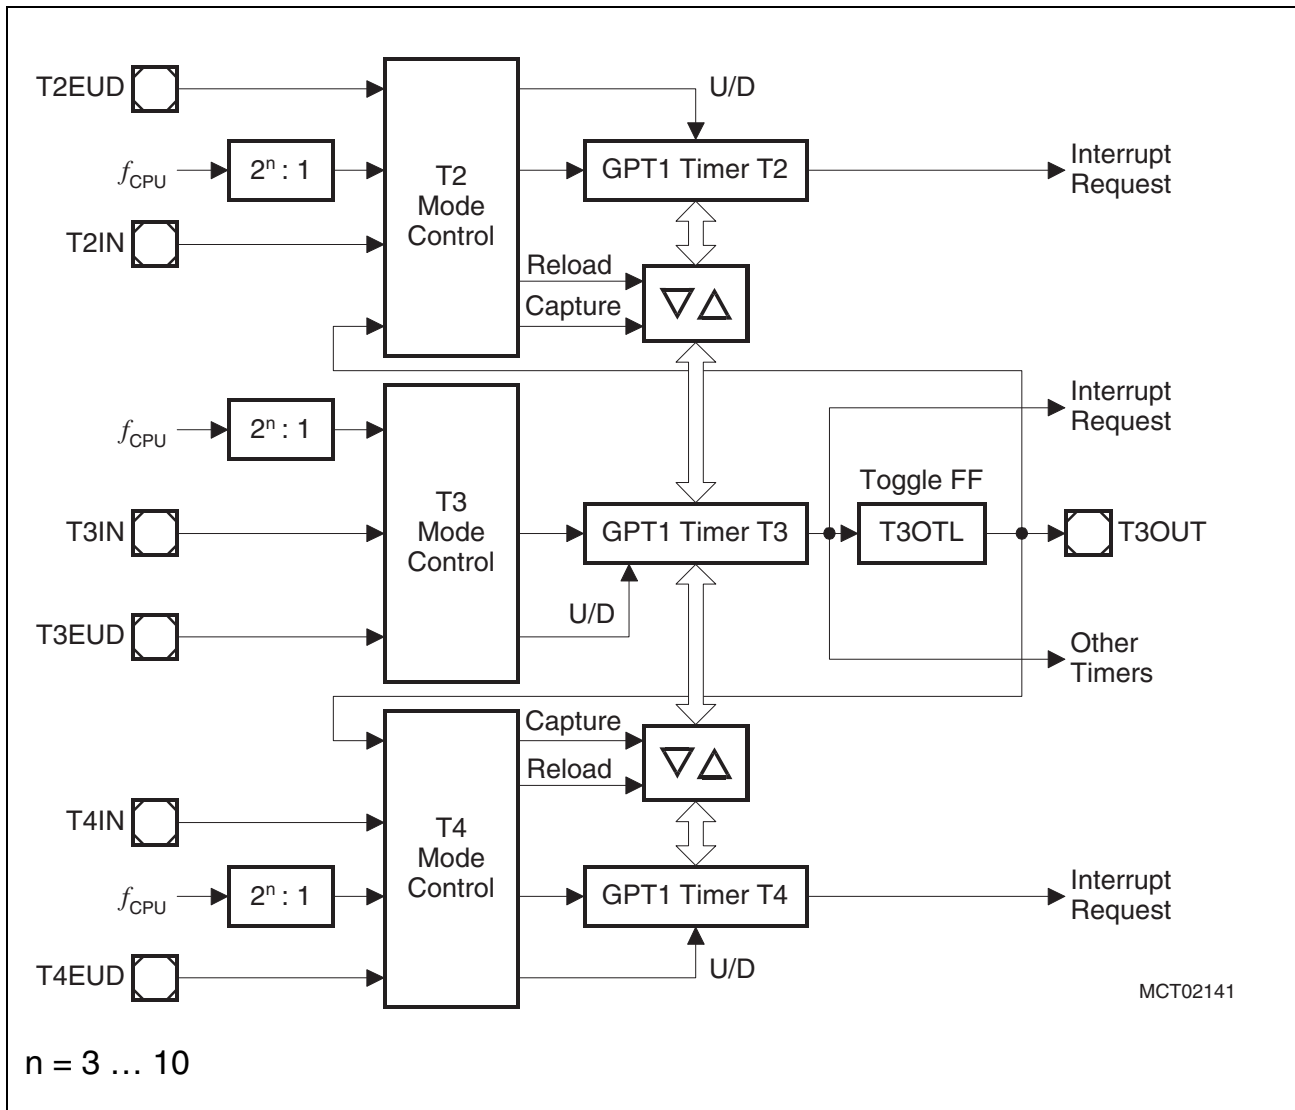 T2EUD
U/D
fCPU
2ⁿ : 1
T2
Mode
Control
GPT1 Timer T2
Interrupt
Request
T2IN
Reload
Capture
fCPU
2ⁿ : 1
Interrupt
Request
T3
Mode
Control
Toggle FF
T3IN
GPT1 Timer T3
T3OTL
T3OUT
T3EUD
U/D
Other
Timers
Capture
Reload
T4IN
T4
Mode
Control
fCPU
2ⁿ : 1
GPT1 Timer T4
Interrupt
Request
T4EUD
U/D
MCT02141
n = 3 … 10